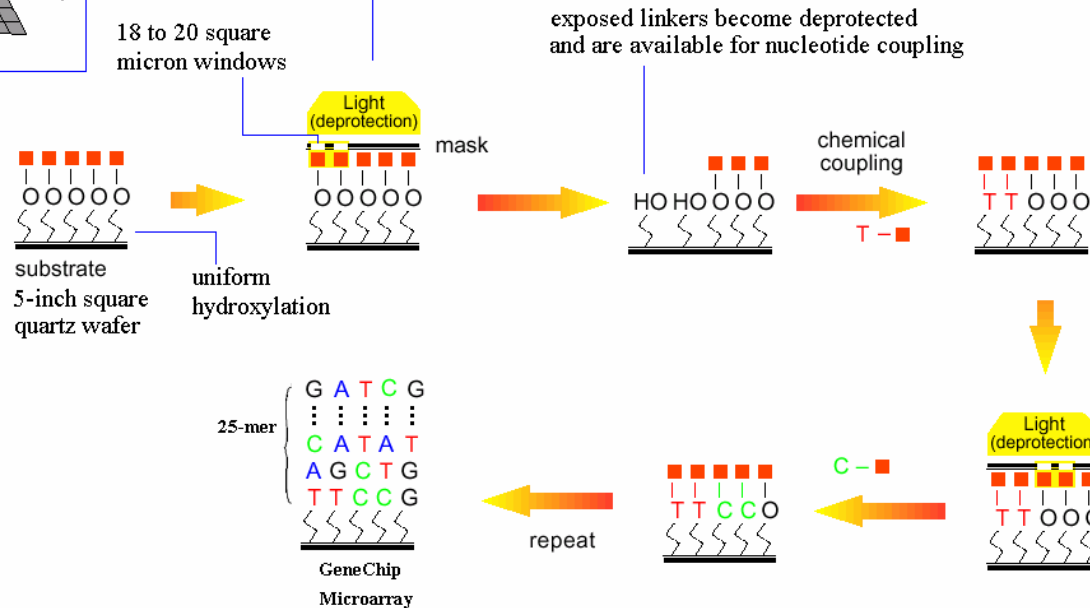 exposed linkers become deprotected
and are available for nucleotide coupling
18 to 20 square
micron windows
Light
(deprotection)
mask
chemical
coupling
O O O O O
O O O O O
HO HO O O O
T –
T T O O O
substrate
5-inch square
quartz wafer
uniform
hydroxylation
G A T C G
25-mer
C A T A T
A G C T G
T T C C G
GeneChip
Microarray
repeat
T T C C O
C –
Light
(deprotection
T T O O O